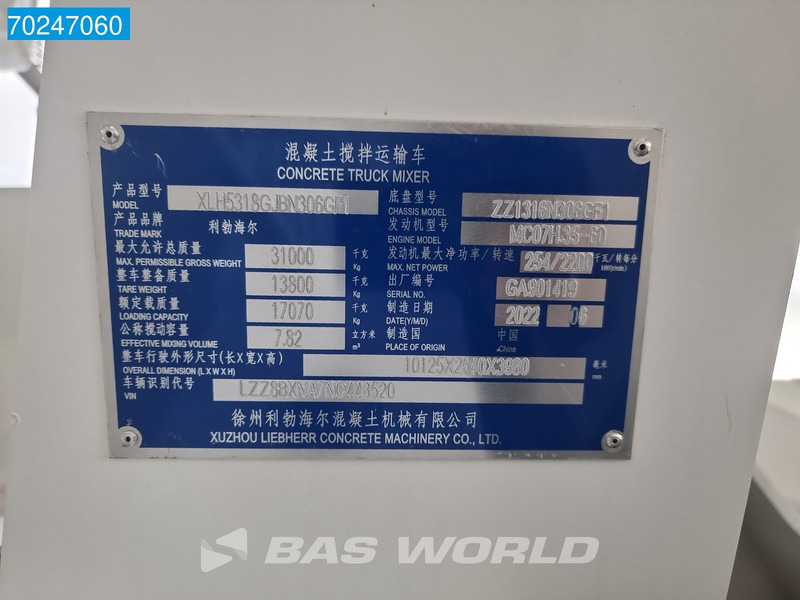 70247060
混凝土搅拌运输车
CONCRETE TRUCK MIXER
产品型号 XLH5318GJBN306GF1
MODEL
产品品牌 利勃海尔
TRADE MARK
最大允许总质量 31000 千克
MAX. PERMISSIBLE GROSS WEIGHT Kg
整车整备质量 13800 千克
TARE WEIGHT Kg
额定载质量 17070 千克
LOADING CAPACITY Kg
公称搅动容量 7.82 立方米
EFFECTIVE MIXING VOLUME m³
底盘型号 ZZ1316N306GF1
CHASSIS MODEL
发动机型号 MC07H.35-60
ENGINE MODEL
发动机最大净功率/转速 254/2200 千瓦/转每分
MAX. NET POWER kW/(r/min)
出厂编号 GA901419
SERIAL NO.
制造日期 2022 06
DATE(Y/M/D)
制造国 中国
PLACE OF ORIGIN China
整车行驶外形尺寸(长X宽X高) 10125X2540X3980 毫米
OVERALL DIMENSION (L X W X H) mm
车辆识别代号
VIN
徐州利勃海尔混凝土机械有限公司
XUZHOU LIEBHERR CONCRETE MACHINERY CO., LTD.
BAS WORLD